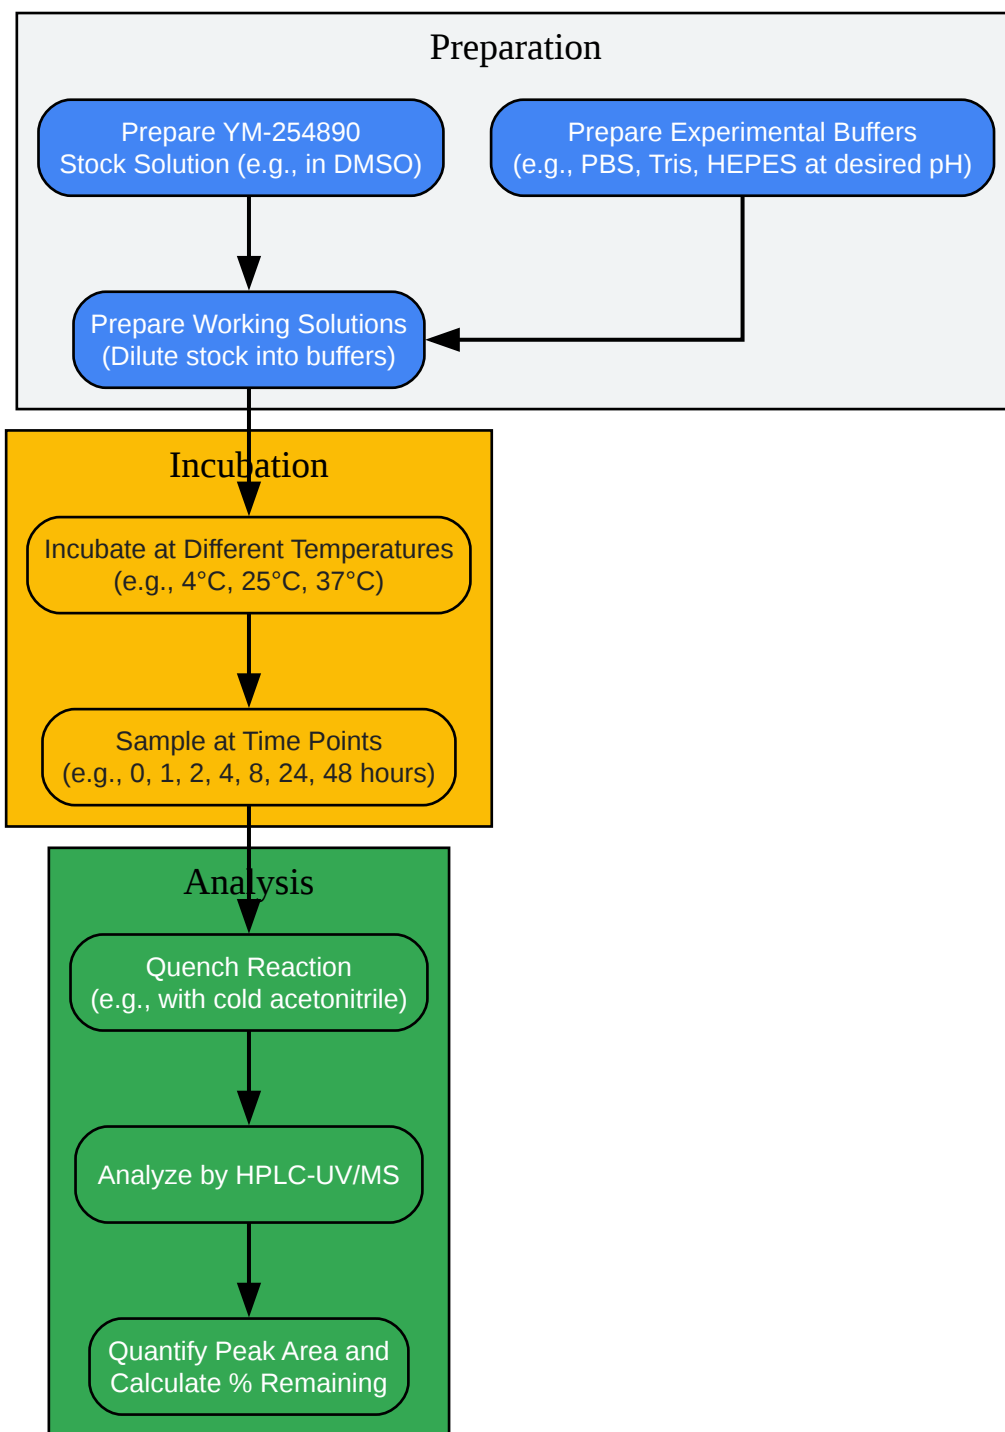 Preparation
Prepare YM-254890
Stock Solution (e.g., in DMSO)
Prepare Experimental Buffers
(e.g., PBS, Tris, HEPES at desired pH)
Prepare Working Solutions
(Dilute stock into buffers)
Incubation
Incubate at Different Temperatures
(e.g., 4°C, 25°C, 37°C)
Sample at Time Points
(e.g., 0, 1, 2, 4, 8, 24, 48 hours)
Analysis
Quench Reaction
(e.g., with cold acetonitrile)
Analyze by HPLC-UV/MS
Quantify Peak Area and
Calculate % Remaining